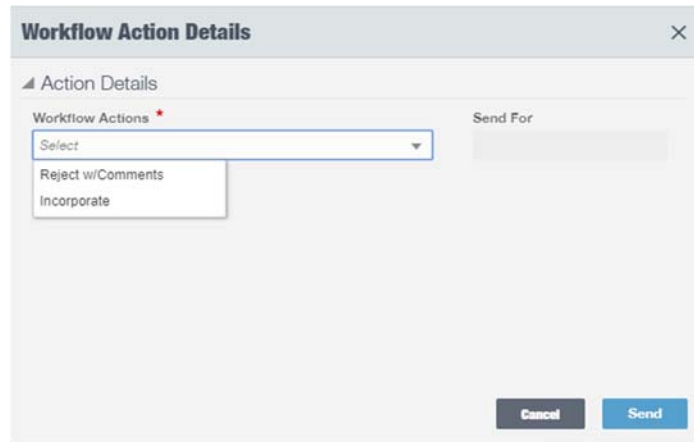 Workflow Action Details
Action Details
Workflow Actions *
Send For
Select
Reject w/Comments
Incorporate
Cancel
Send